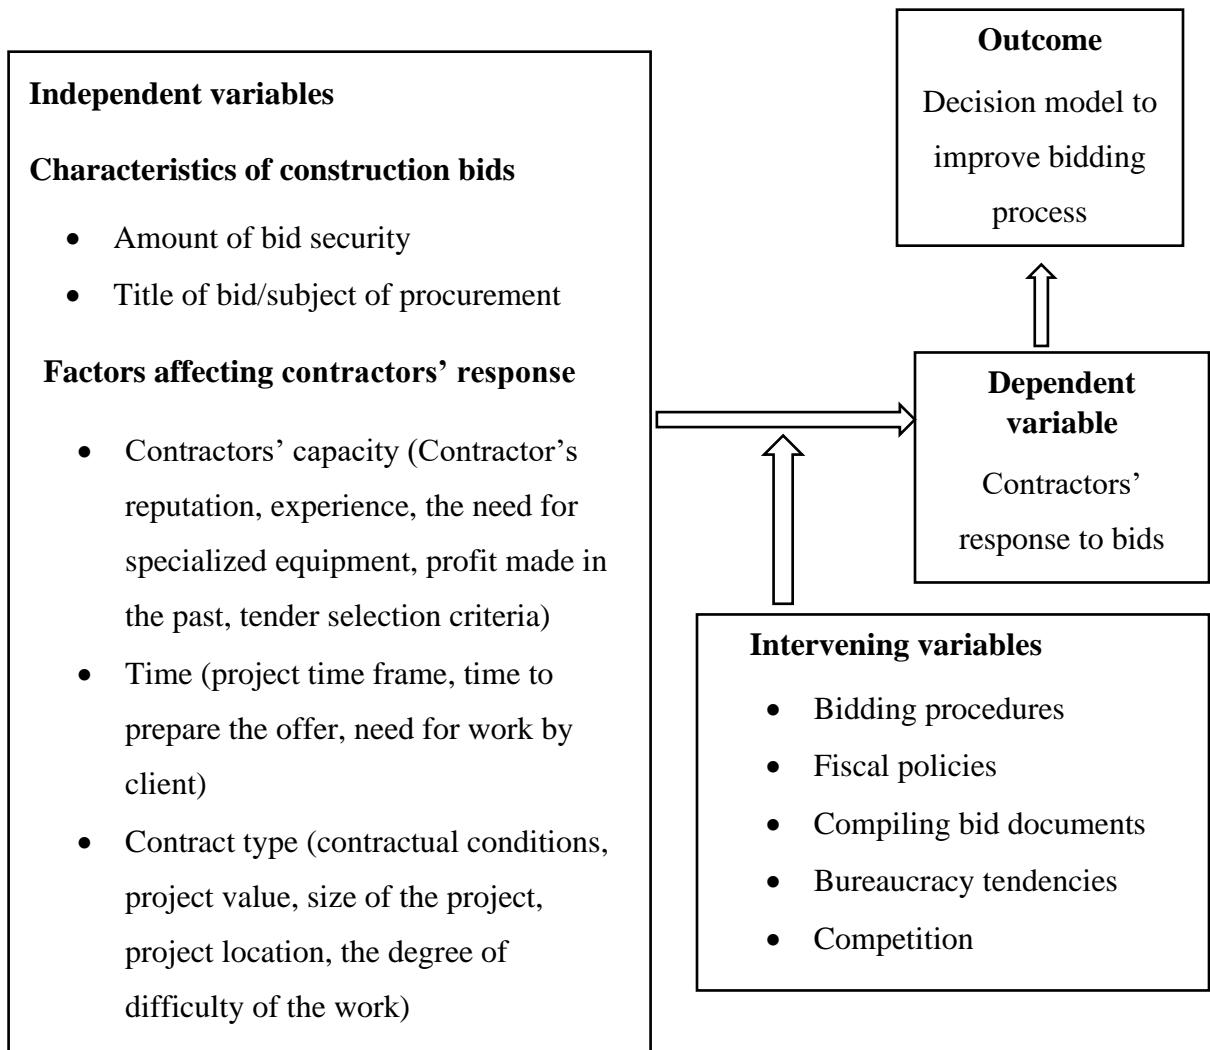 Independent variables
Characteristics of construction bids
• Amount of bid security
• Title of bid/subject of procurement
Factors affecting contractors’ response
• Contractors’ capacity (Contractor’s
reputation, experience, the need for
specialized equipment, profit made in
the past, tender selection criteria)
• Time (project time frame, time to
prepare the offer, need for work by
client)
• Contract type (contractual conditions,
project value, size of the project,
project location, the degree of
difficulty of the work)
Outcome
Decision model to
improve bidding
process
Dependent
variable
Contractors’
response to bids
Intervening variables
• Bidding procedures
• Fiscal policies
• Compiling bid documents
• Bureaucracy tendencies
• Competition